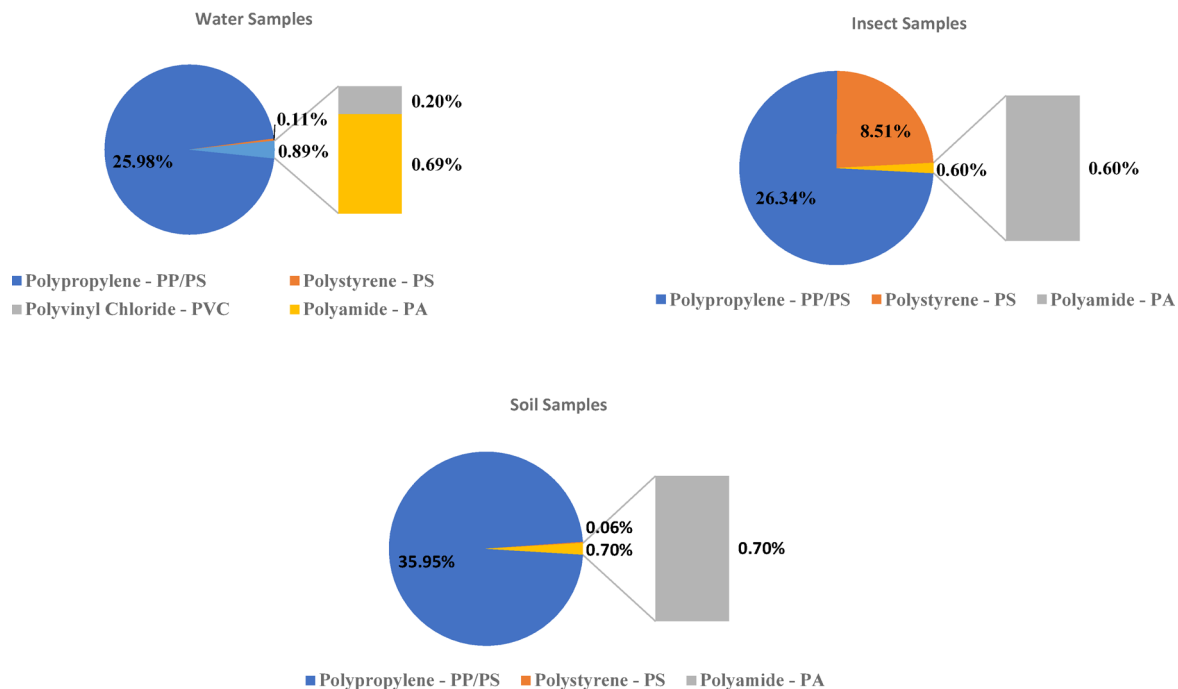 Water Samples
0.11%
0.20%
25.98%
0.89%
0.69%
Polypropylene - PP/PS
Polystyrene - PS
Polyvinyl Chloride - PVC
Polyamide - PA
Insect Samples
8.51%
0.60%
0.60%
26.34%
Polypropylene - PP/PS
Polystyrene - PS
Polyamide - PA
Soil Samples
0.06%
0.70%
0.70%
35.95%
Polypropylene - PP/PS
Polystyrene - PS
Polyamide - PA